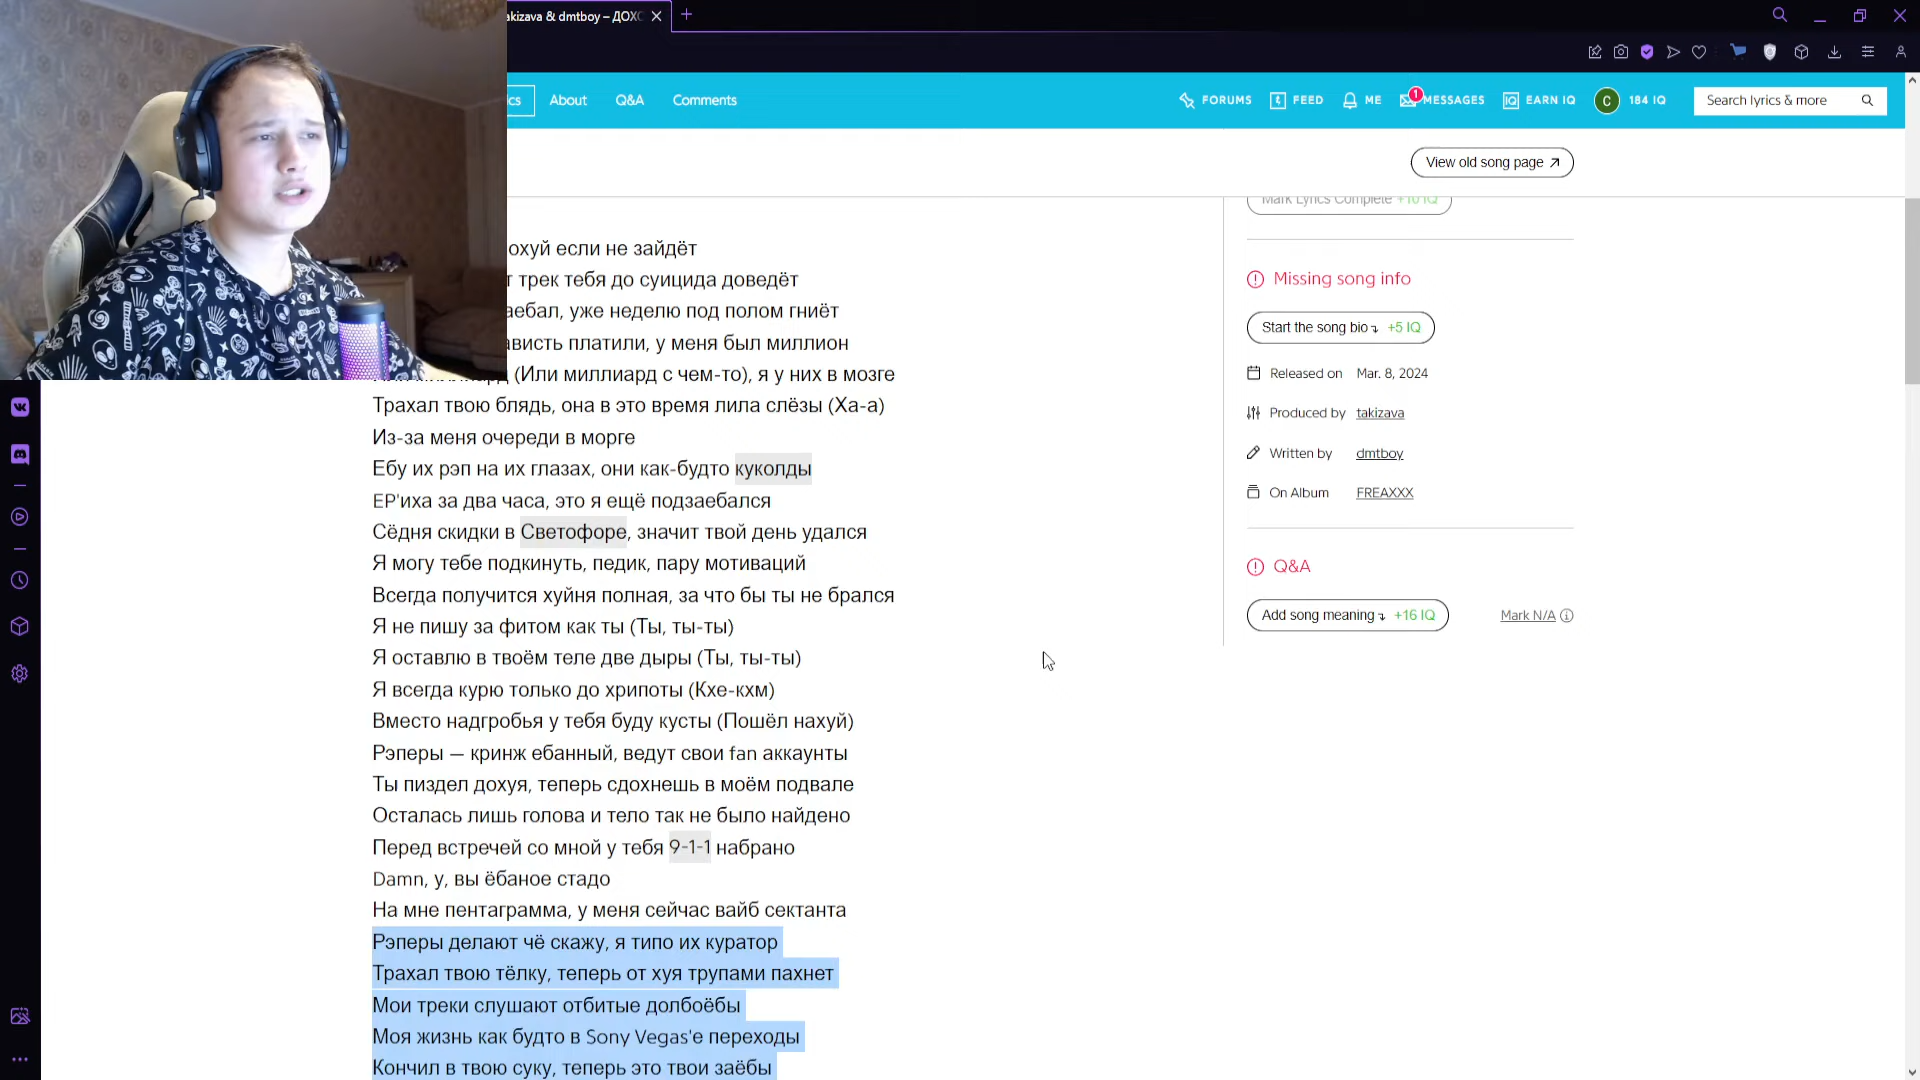 akizava & dmtboy – ДОХО
cs
About
Q&A
Comments
FORUMS
FEED
ME
1
MESSAGES
IQ
EARN IQ
C
184 IQ
Search lyrics & more
View old song page
Mark Lyrics Complete +10 IQ
охуй если не зайдёт
т трек тебя до суицида доведёт
аебал, уже неделю под полом гниёт
ависть платили, у меня был миллион
(Или миллиард с чем-то), я у них в мозге
Трахал твою блядь, она в это время лила слёзы (Ха-а)
Из-за меня очереди в морге
Ебу их рэп на их глазах, они как-будто куколды
EP'иха за два часа, это я ещё подзаебался
Сёдня скидки в Светофоре, значит твой день удался
Я могу тебе подкинуть, педик, пару мотиваций
Всегда получится хуйня полная, за что бы ты не брался
Я не пишу за фитом как ты (Ты, ты-ты)
Я оставлю в твоём теле две дыры (Ты, ты-ты)
Я всегда курю только до хрипоты (Кхе-кхм)
Вместо надгробья у тебя буду кусты (Пошёл нахуй)
Рэперы — кринж ебанный, ведут свои fan аккаунты
Ты пиздел дохуя, теперь сдохнешь в моём подвале
Осталась лишь голова и тело так не было найдено
Перед встречей со мной у тебя 9-1-1 набрано
Damn, у, вы ёбаное стадо
На мне пентаграмма, у меня сейчас вайб сектанта
Рэперы делают чё скажу, я типо их куратор
Трахал твою тёлку, теперь от хуя трупами пахнет
Мои треки слушают отбитые долбоёбы
Моя жизнь как будто в Sony Vegas'е переходы
Кончил в твою суку, теперь это твои заёбы
Missing song info
Start the song bio +5 IQ
Released on Mar. 8, 2024
Produced by takizava
Written by dmtboy
On Album FREAXXX
Q&A
Add song meaning +16 IQ
Mark N/A